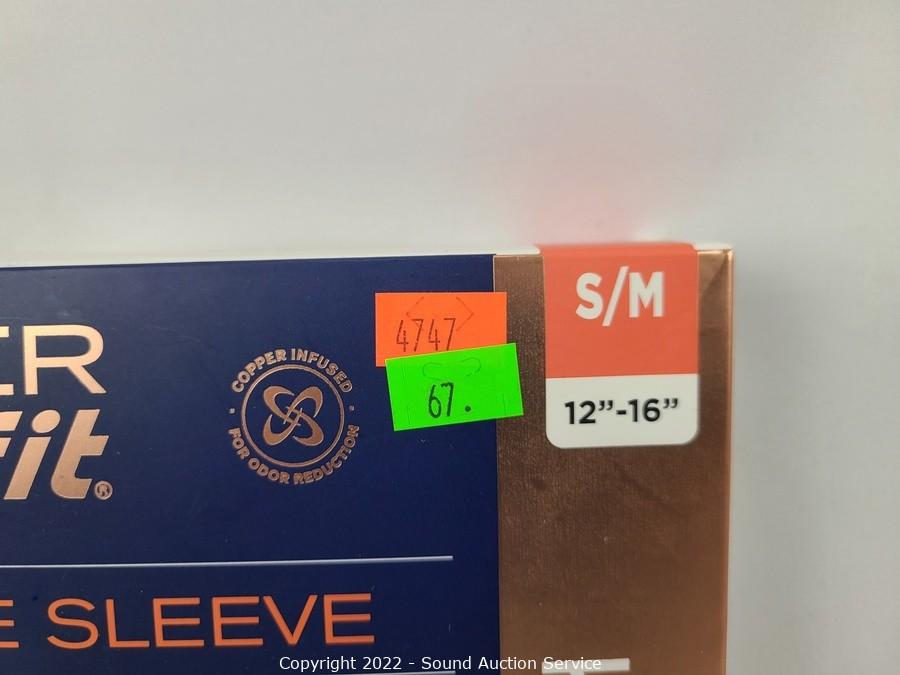 S/M
12”-16”
4747
67.
COPPER INFUSED
FOR ODOR REDUCTION
ER
Fit®
E SLEEVE
Copyright 2022 - Sound Auction Service